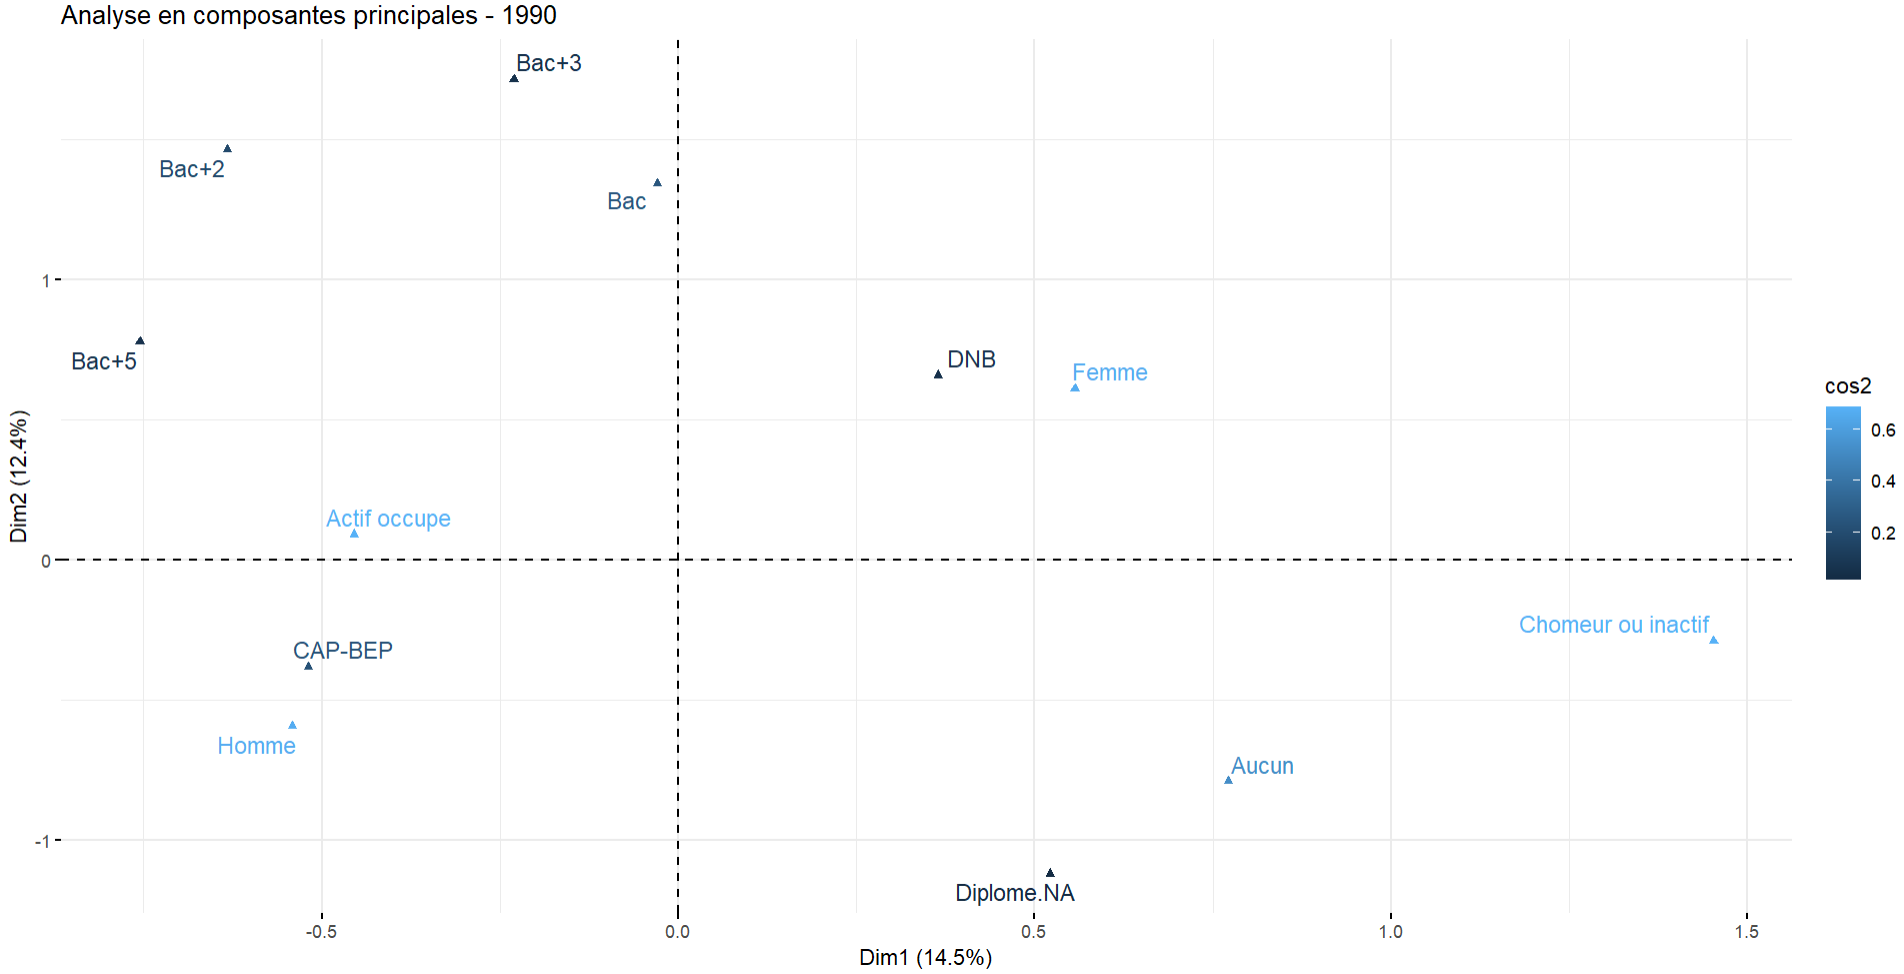 Analyse en composantes principales - 1990
Bac+3
Bac+2
Bac
1
Bac+5
DNB
Femme
cos2
0.6
0.4
0.2
Dim2 (12.4%)
Actif occupe
0
Chomeur ou inactif
CAP-BEP
Homme
Aucun
-1
Diplome.NA
-0.5
0.0
0.5
1.0
1.5
Dim1 (14.5%)